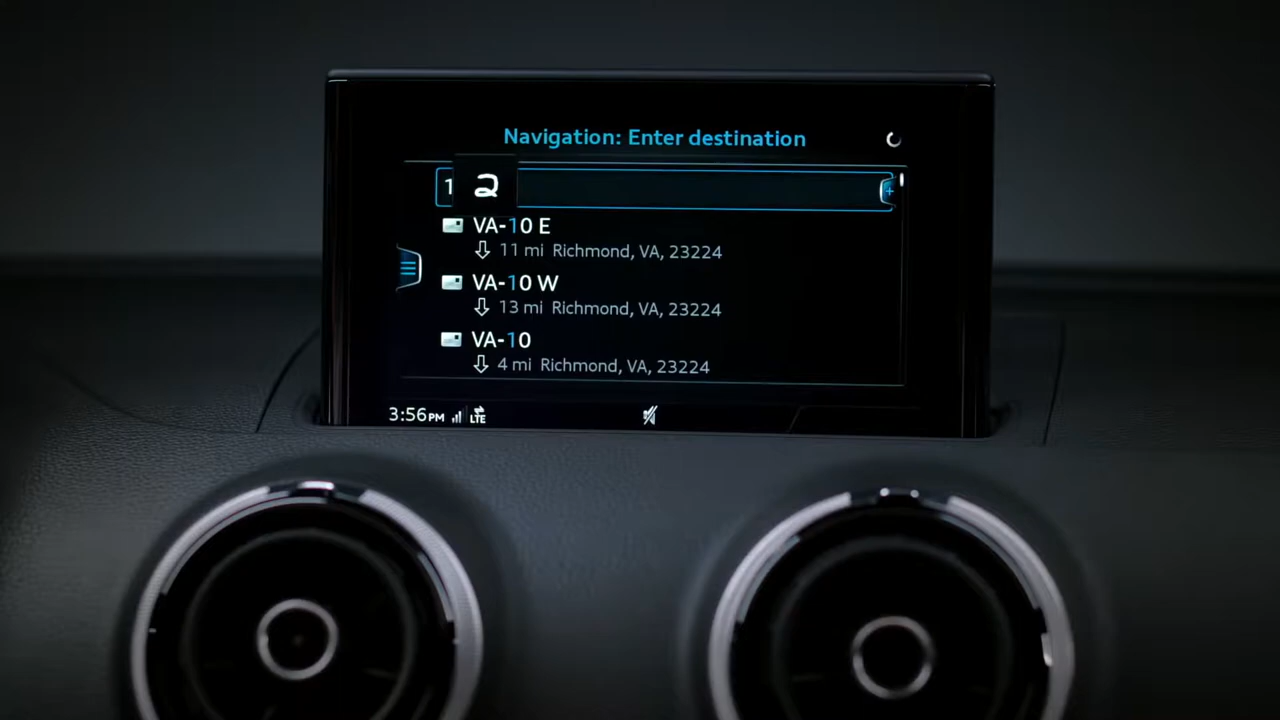 Navigation: Enter destination
1 2
VA-10 E
11 mi Richmond, VA, 23224
VA-10 W
13 mi Richmond, VA, 23224
VA-10
4 mi Richmond, VA, 23224
3:56PM LTE